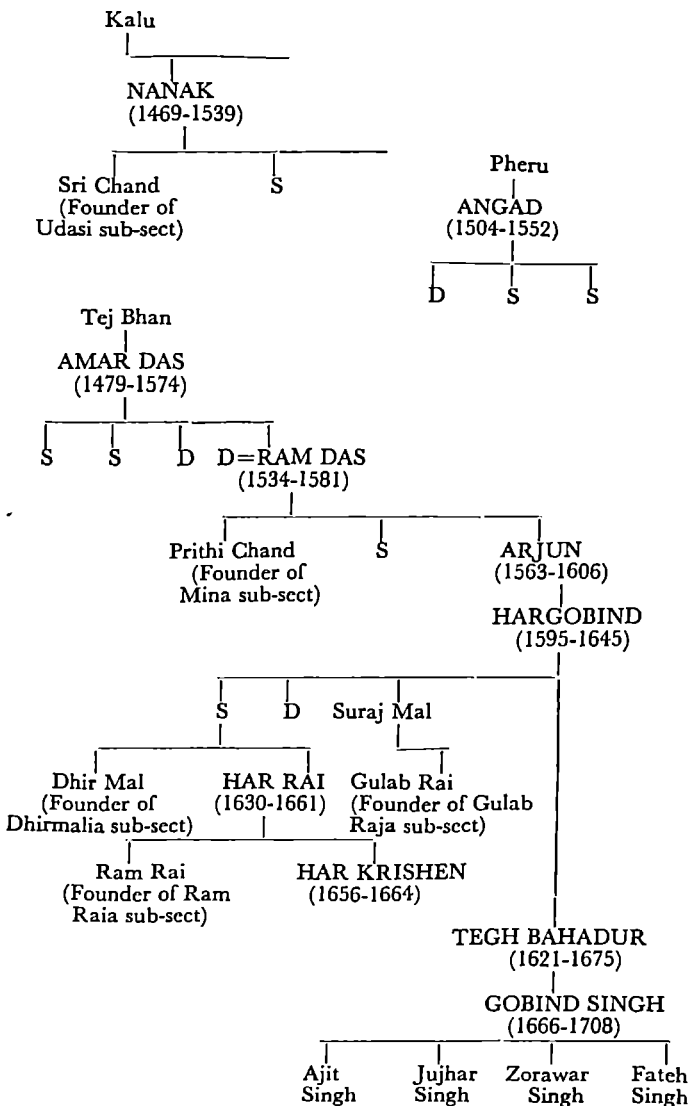 Kalu
NANAK
(1469-1539)
Sri Chand
(Founder of
Udasi sub-sect)
S
Pheru
ANGAD
(1504-1552)
D S S
Tej Bhan
AMAR DAS
(1479-1574)
S S D D=RAM DAS
(1534-1581)
Prithi Chand
(Founder of
Mina sub-sect)
S
ARJUN
(1563-1606)
HARGOBIND
(1595-1645)
S D Suraj Mal
Dhir Mal
(Founder of
Dhirmalia sub-sect)
HAR RAI
(1630-1661)
Gulab Rai
(Founder of Gulab
Raja sub-sect)
Ram Rai
(Founder of Ram
Raia sub-sect)
HAR KRISHEN
(1656-1664)
TEGH BAHADUR
(1621-1675)
GOBIND SINGH
(1666-1708)
Ajit
Singh
Jujhar
Singh
Zorawar
Singh
Fateh
Singh